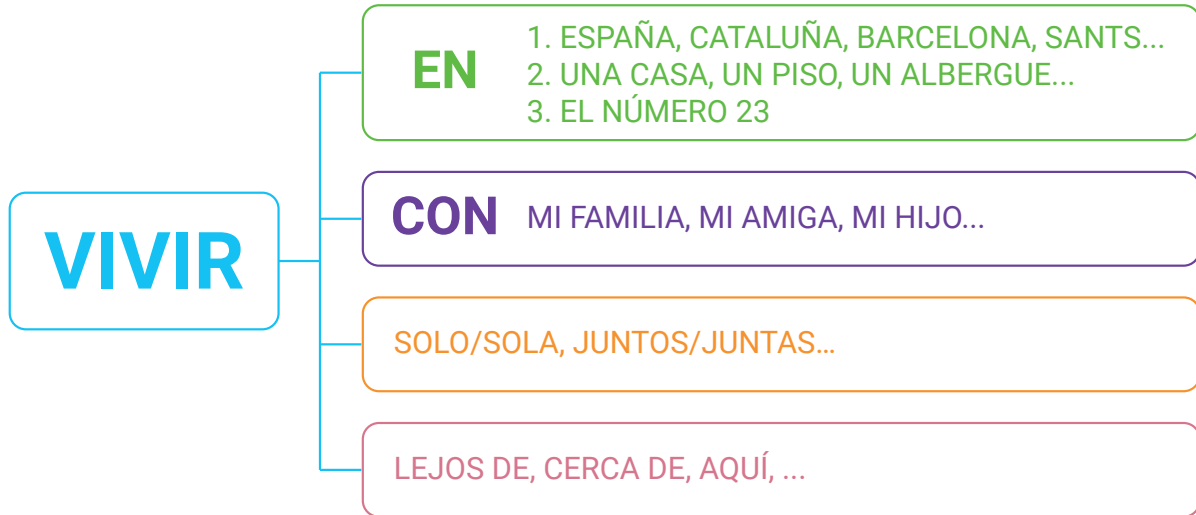 VIVIR
EN
1. ESPAÑA, CATALUÑA, BARCELONA, SANTS...
2. UNA CASA, UN PISO, UN ALBERGUE...
3. EL NÚMERO 23
CON MI FAMILIA, MI AMIGA, MI HIJO...
SOLO/SOLA, JUNTOS/JUNTAS...
LEJOS DE, CERCA DE, AQUÍ, ...